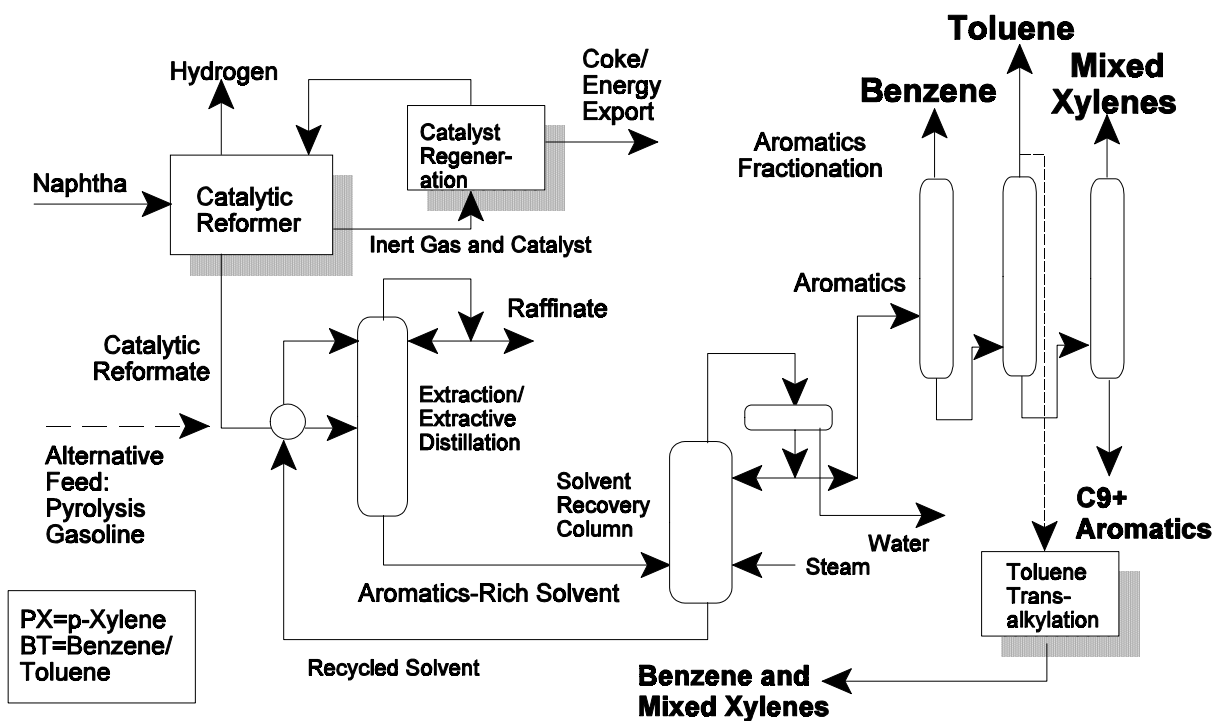 Toluene
Mixed
Xylenes
Benzene
Hydrogen
Coke/
Energy
Export
Catalyst
Regener-
ation
Aromatics
Fractionation
Naphtha
Catalytic
Reformer
Inert Gas and Catalyst
Aromatics
Raffinate
Catalytic
Reformate
Extraction/
Extractive
Distillation
Alternative
Feed:
Pyrolysis
Gasoline
Solvent
Recovery
Column
C9+
Aromatics
Water
Steam
Aromatics-Rich Solvent
Toluene
Trans-
alkylation
PX=p-Xylene
BT=Benzene/
Toluene
Recycled Solvent
Benzene and
Mixed Xylenes